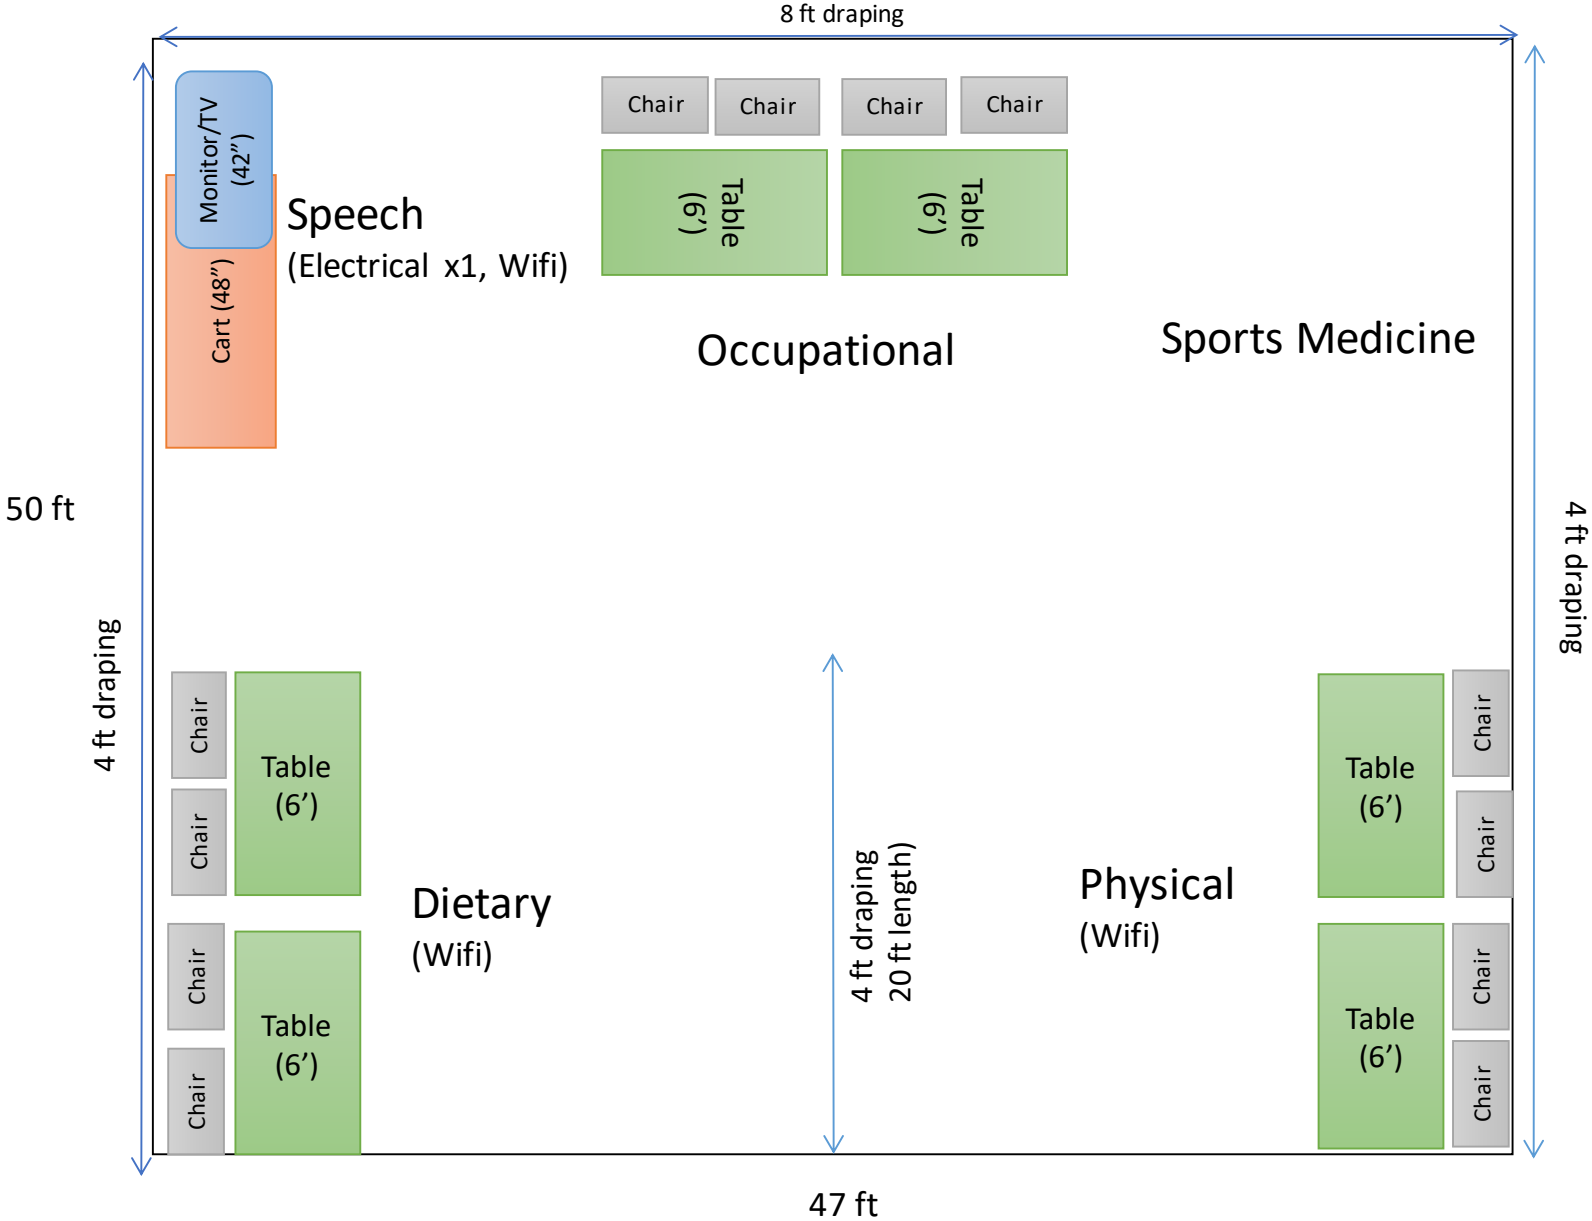 8 ft draping
Monitor/TV
(42”)
Cart (48”)
Speech
(Electrical x1, Wifi)
Chair
Chair
Chair
Chair
Table
(6’)
Table
(6’)
Occupational
Sports Medicine
50 ft
4 ft draping
4 ft draping
Chair
Chair
Chair
Chair
Table
(6’)
Table
(6’)
Dietary
(Wifi)
4 ft draping
20 ft length)
Physical
(Wifi)
Table
(6’)
Table
(6’)
Chair
Chair
Chair
Chair
47 ft